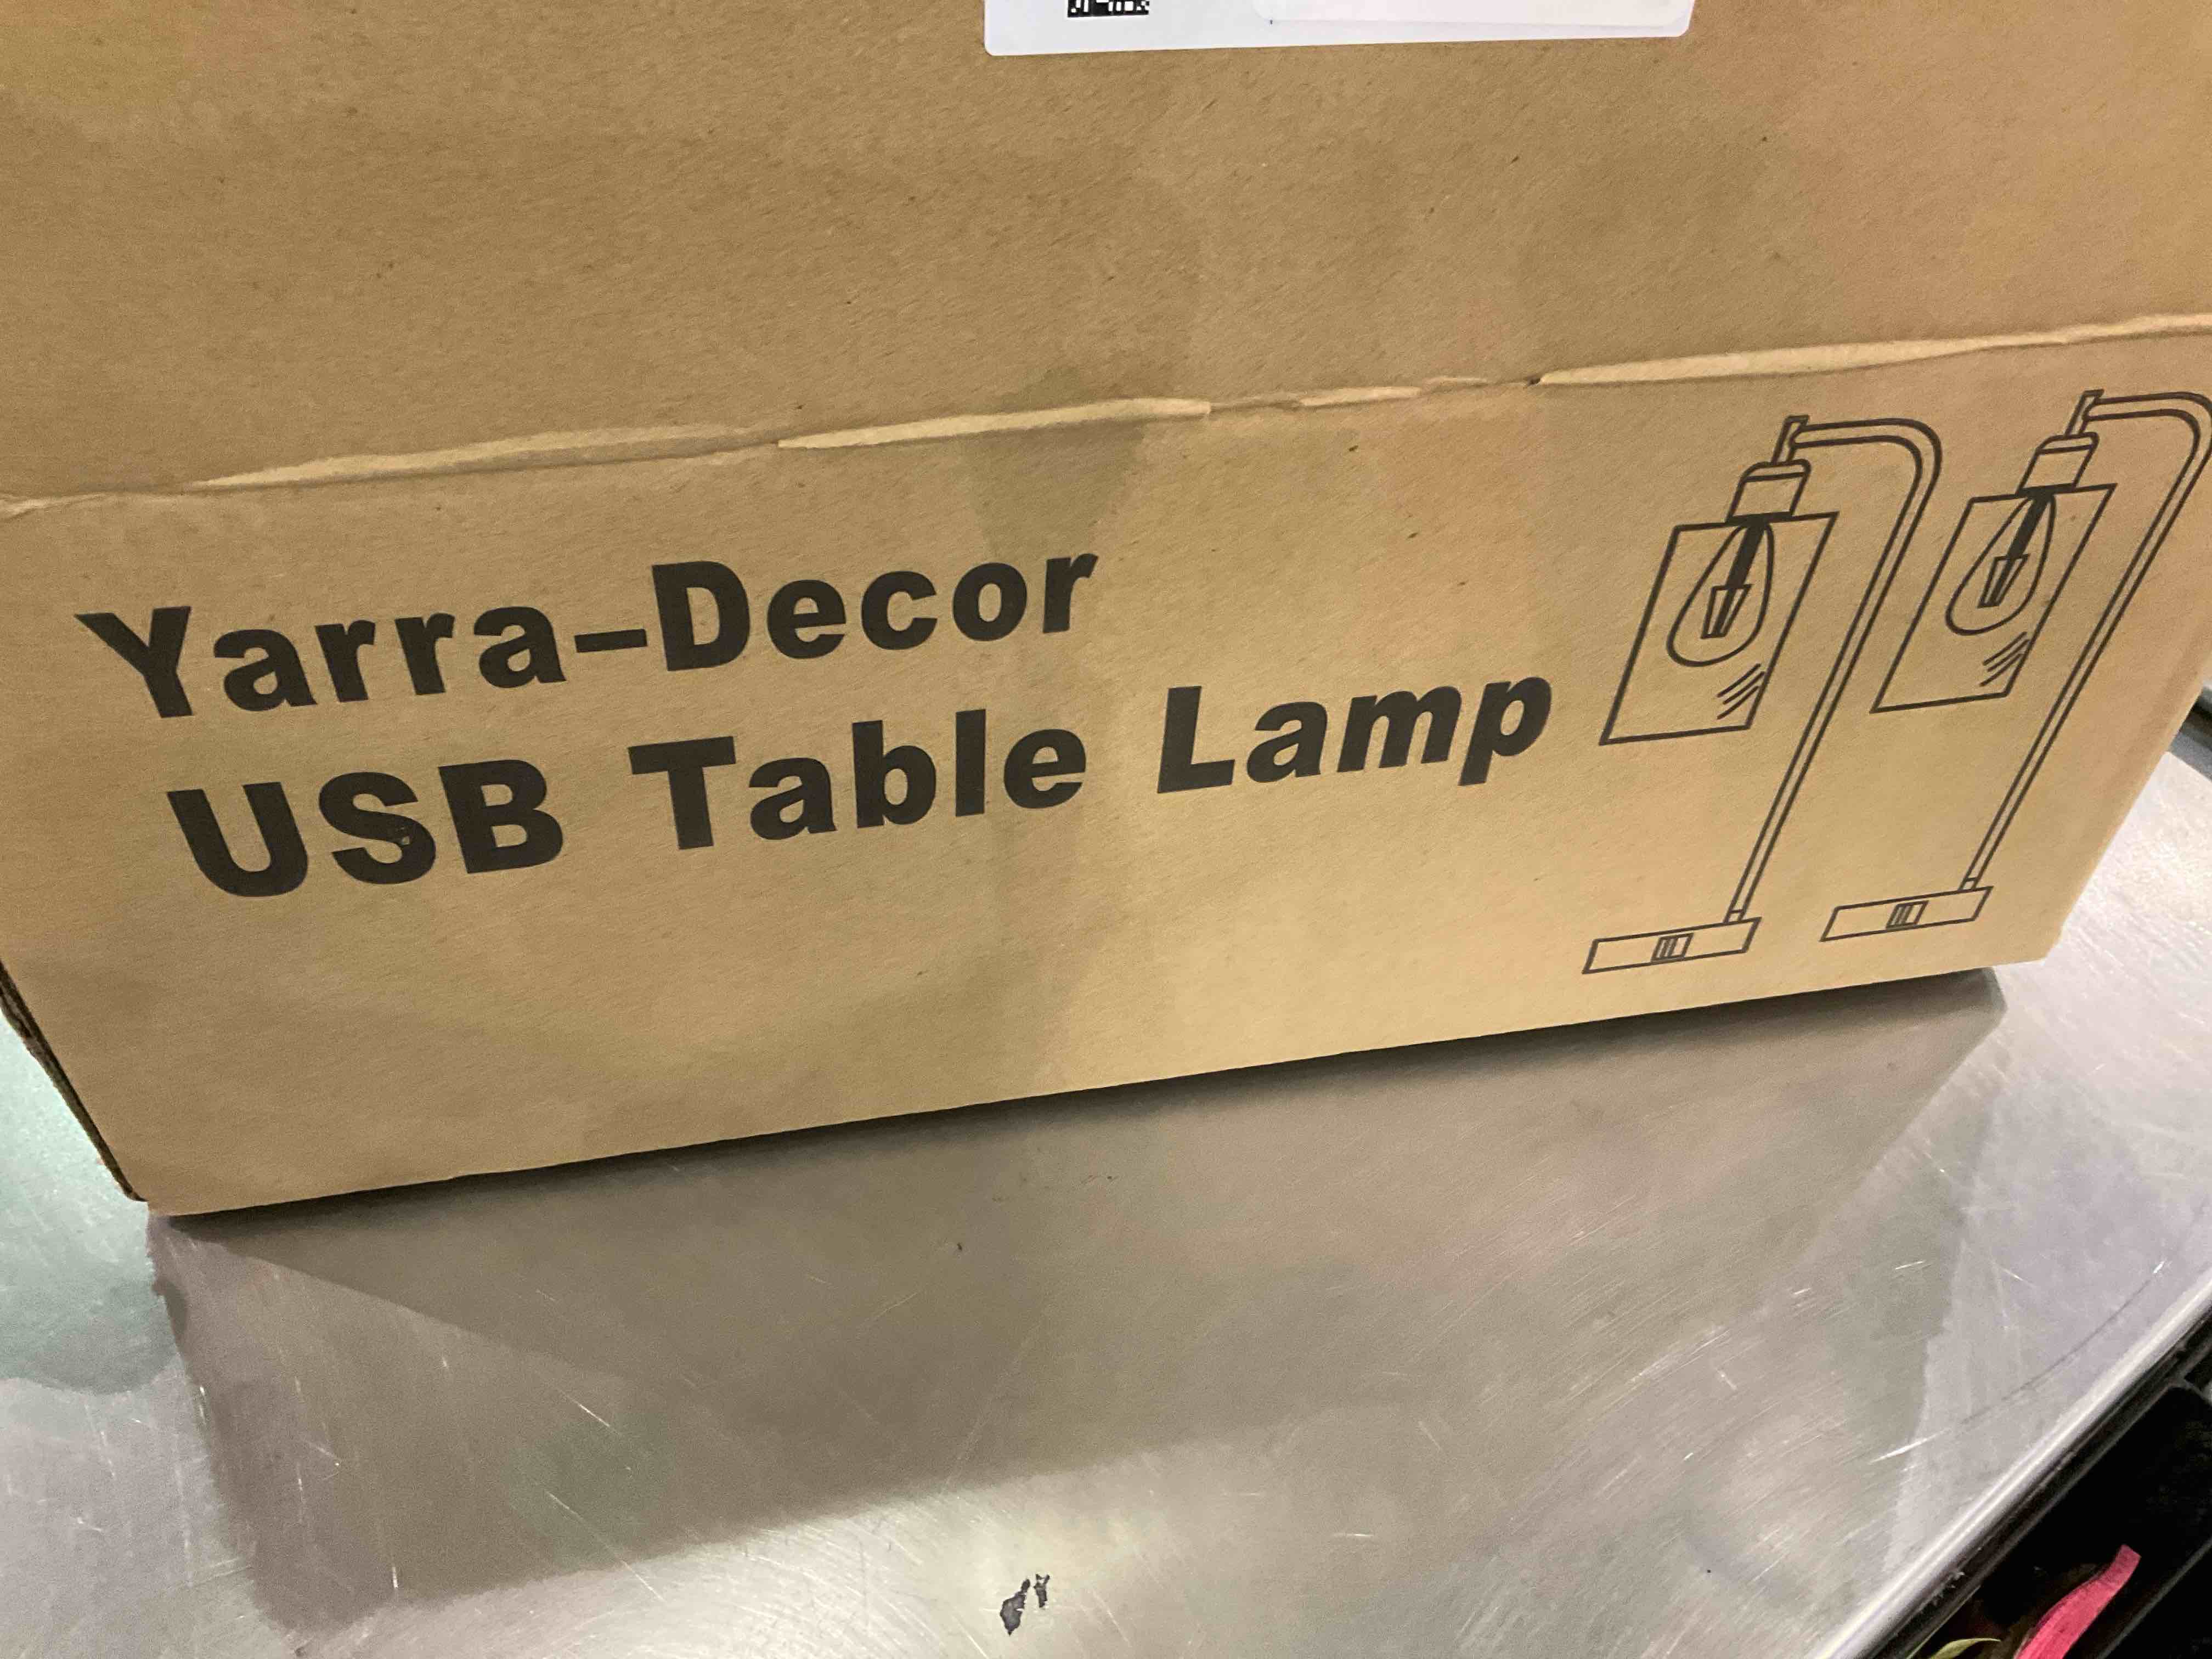 Yarra-Decor
USB Table Lamp